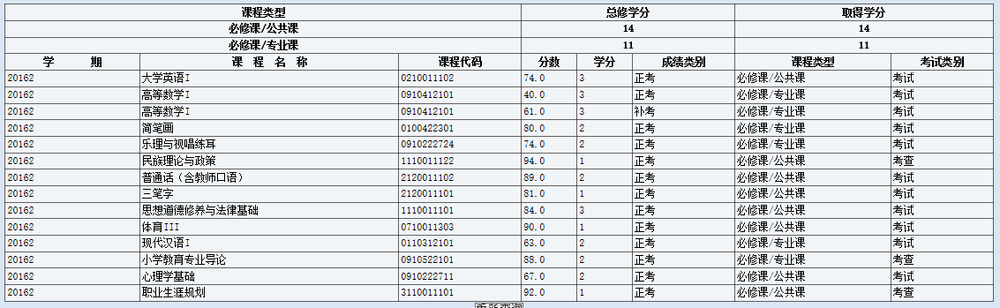 课程类型 总修学分 取得学分
必修课/公共课 14 14
必修课/专业课 11 11
学 期 课 程 名 称 课程代码 分数 学分 成绩类别 课程类型 考试类别
20162 大学英语I 0210011102 74.0 3 正考 必修课/公共课 考试
20162 高等数学I 0910412101 40.0 3 正考 必修课/专业课 考试
20162 高等数学I 0910412101 61.0 3 补考 必修课/专业课 考试
20162 简笔画 0100422301 80.0 2 正考 必修课/专业课 考试
20162 乐理与视唱练耳 0910222724 74.0 2 正考 必修课/专业课 考试
20162 民族理论与政策 1110011122 94.0 1 正考 必修课/公共课 考查
20162 普通话（含教师口语） 2120011102 89.0 2 正考 必修课/公共课 考试
20162 三笔字 2120011101 81.0 1 正考 必修课/公共课 考试
20162 思想道德修养与法律基础 1110011101 84.0 3 正考 必修课/公共课 考试
20162 体育III 0710011303 90.0 1 正考 必修课/公共课 考试
20162 现代汉语I 0110312101 63.0 2 正考 必修课/专业课 考试
20162 小学教育专业导论 0910522101 88.0 2 正考 必修课/专业课 考查
20162 心理学基础 0910222711 67.0 2 正考 必修课/公共课 考试
20162 职业生涯规划 3110011101 92.0 1 正考 必修课/公共课 考查